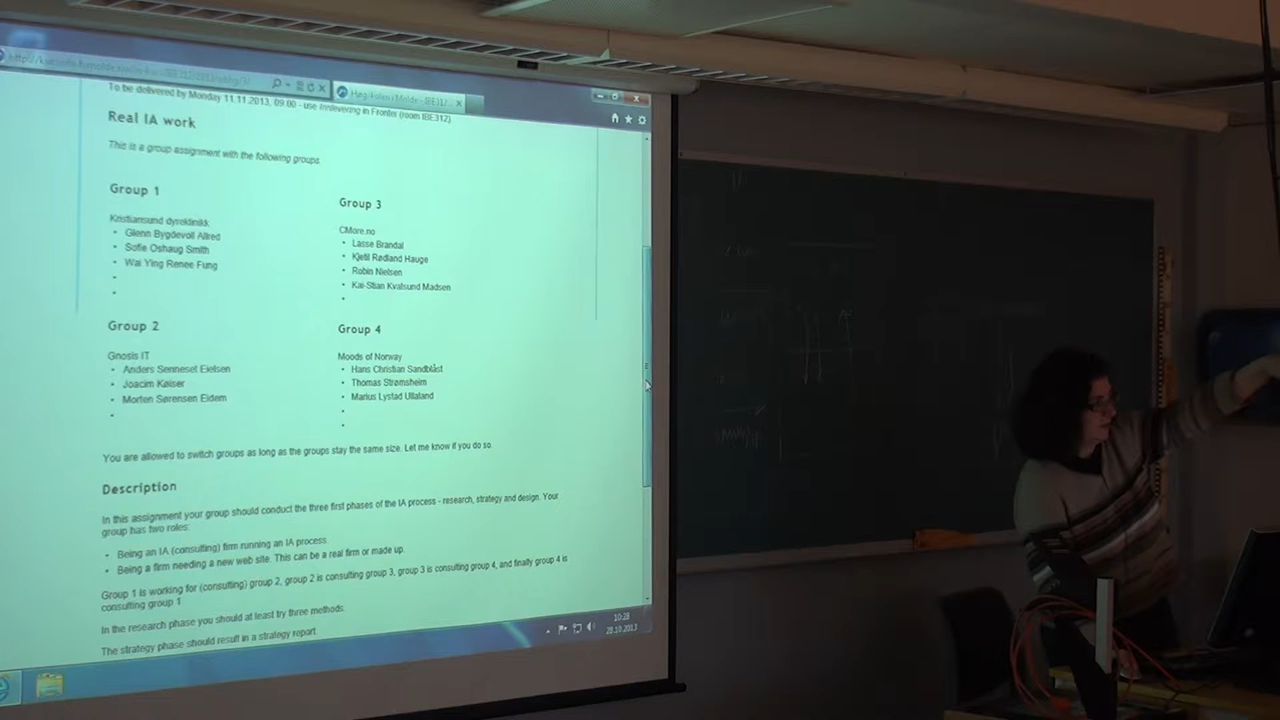 To be delivered by Monday 11.11.2013, 09.00 - use Innlevering in Fronter (room IBE312)
Real IA work
This is a group assignment with the following groups
Group 1
Kristiansund dyreklinikk
Glenn Bygdevoll Allred
Sofie Oshaug Smith
Wai Ying Renee Fung
Group 3
CMore.no
Lasse Brandal
Kjetil Rødland Hauge
Robin Nielsen
Kai-Stian Kvalsund Madsen
Group 2
Gnosis IT
Anders Senneset Eielsen
Joacim Køiser
Morten Sørensen Eidem
Group 4
Moods of Norway
Hans Christian Sandblåst
Thomas Strømsheim
Marius Lystad Ullaland
You are allowed to switch groups as long as the groups stay the same size. Let me know if you do so.
Description
In this assignment your group should conduct the three first phases of the IA process - research, strategy and design. Your
group has two roles:
Being an IA (consulting) firm running an IA process.
Being a firm needing a new web site. This can be a real firm or made up.
Group 1 is working for (consulting) group 2, group 2 is consulting group 3, group 3 is consulting group 4, and finally group 4 is
consulting group 1
In the research phase you should at least try three methods.
The strategy phase should result in a strategy report.
10:28
28.10.2013